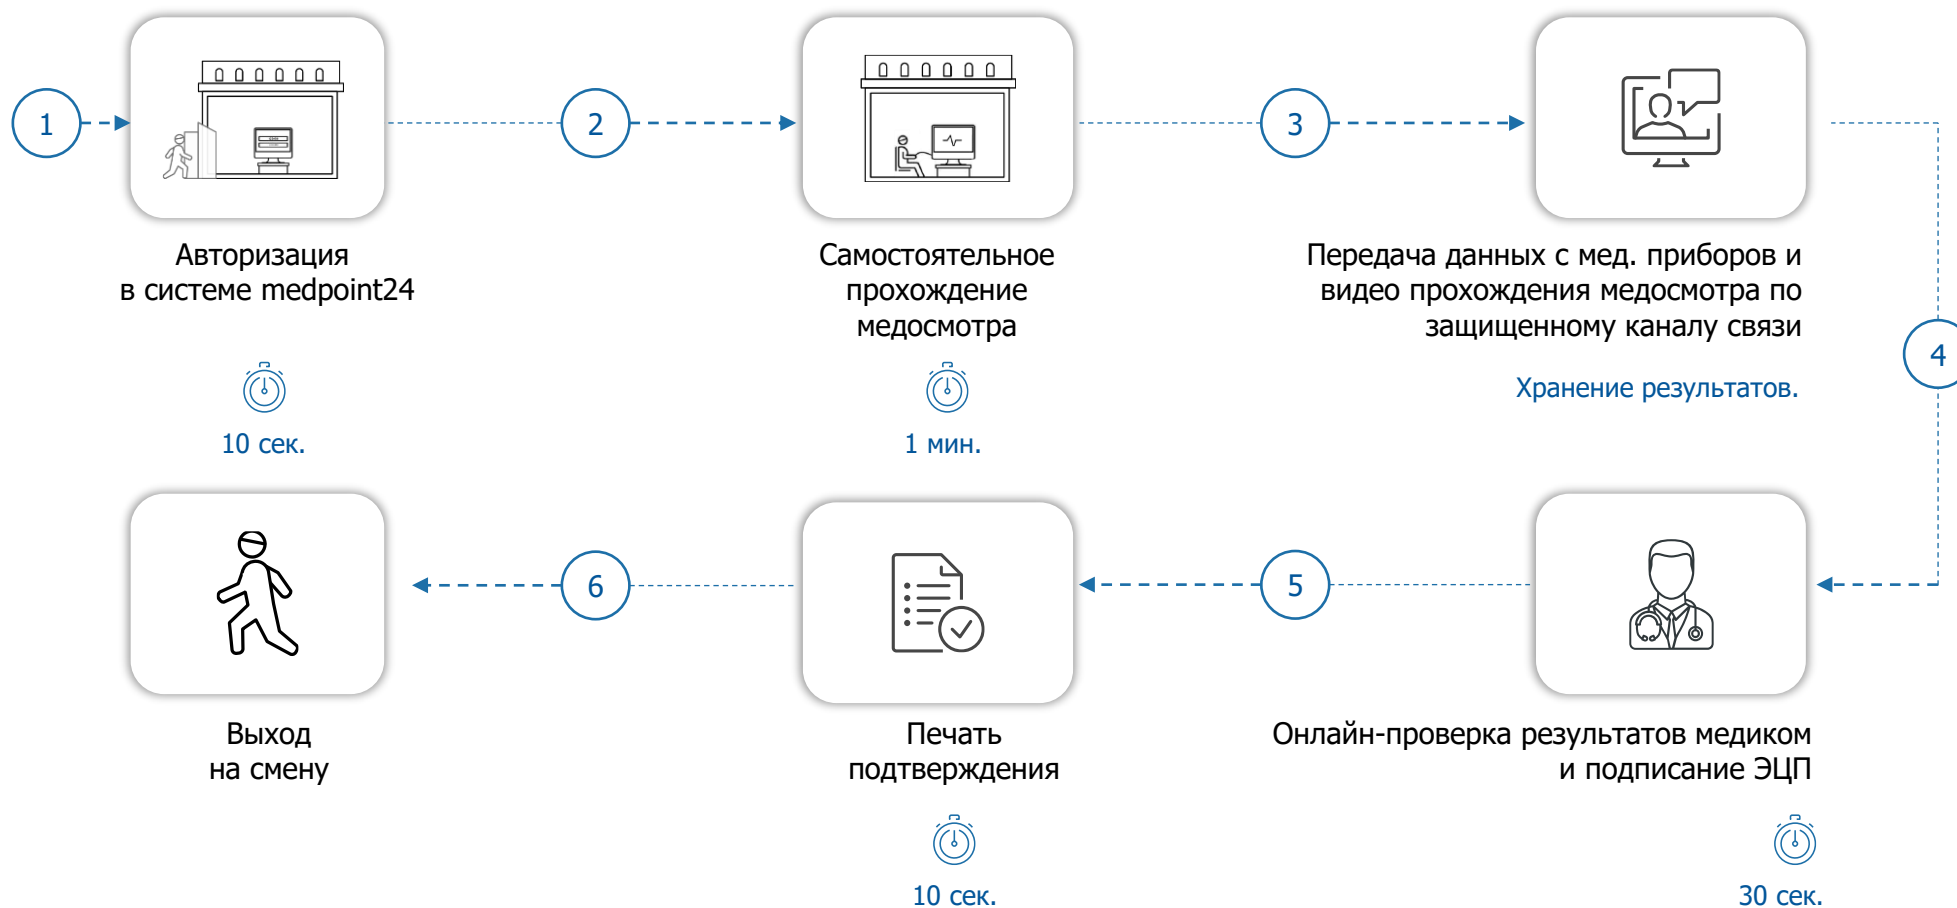 1
Авторизация
в системе medpoint24
10 сек.
2
Самостоятельное
прохождение
медосмотра
1 мин.
3
Передача данных с мед. приборов и
видео прохождения медосмотра по
защищенному каналу связи
Хранение результатов.
4
Онлайн-проверка результатов медиком
и подписание ЭЦП
30 сек.
5
Печать
подтверждения
10 сек.
6
Выход
на смену